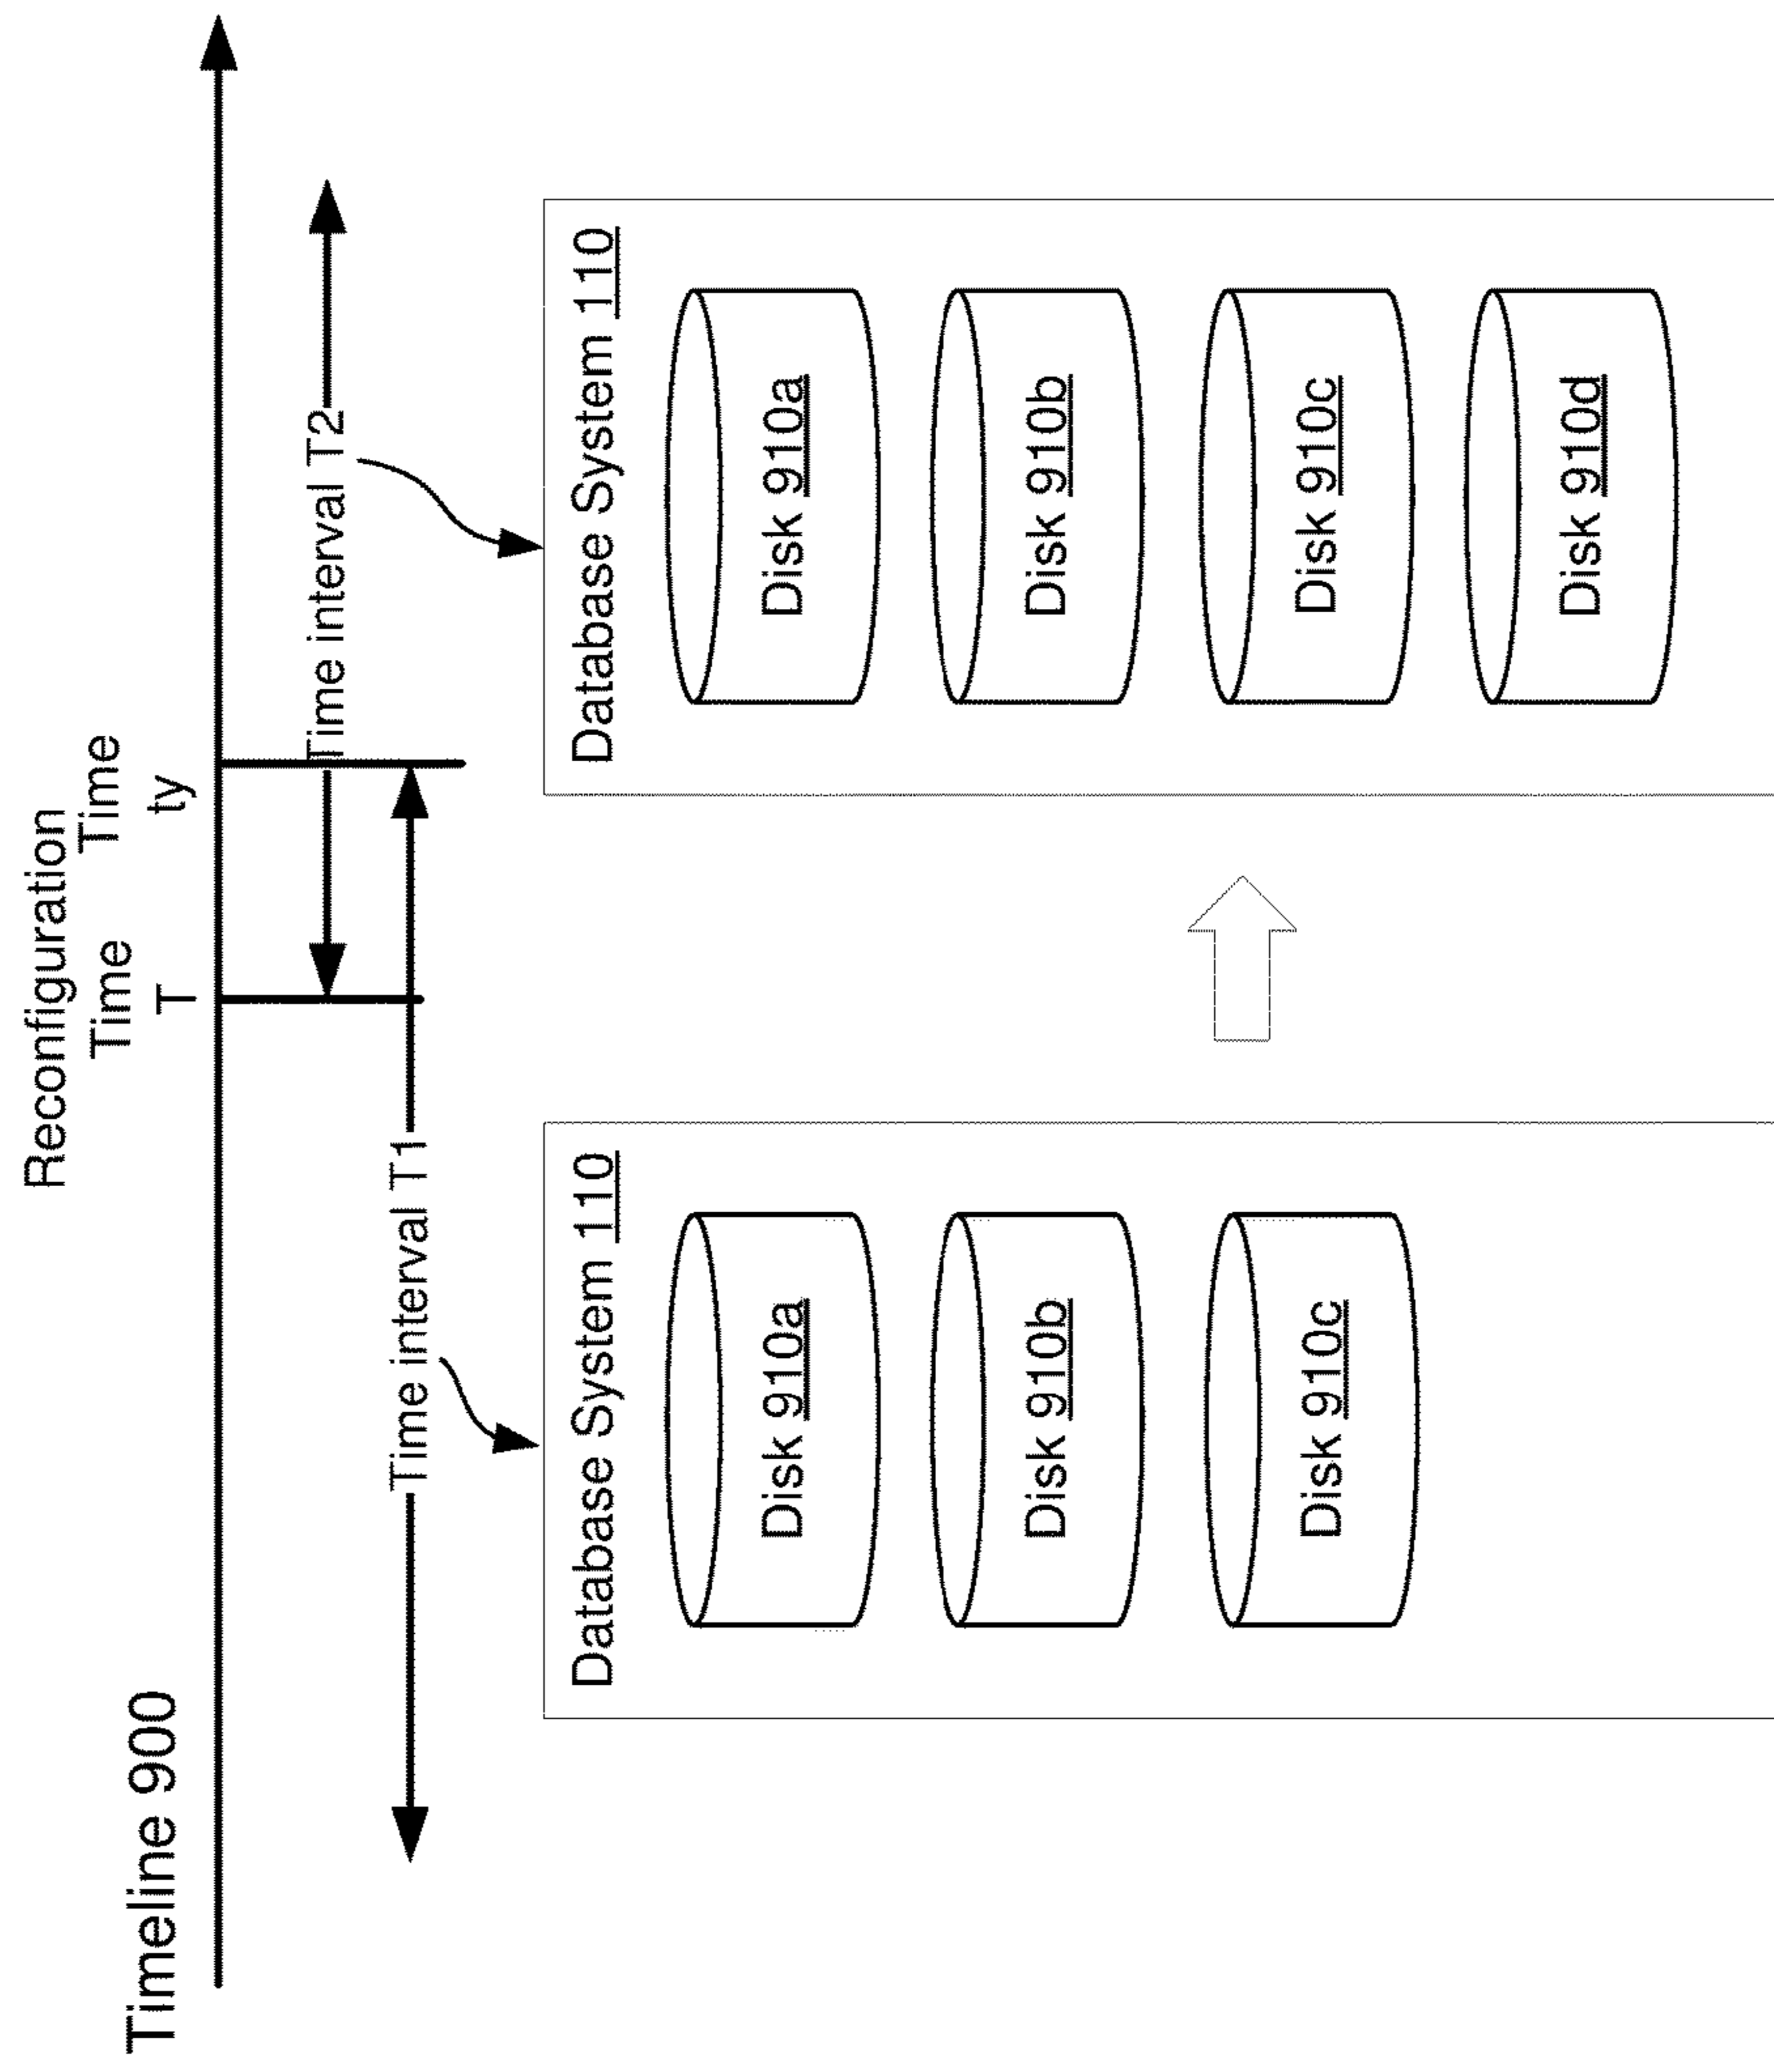 Timeline 900
Reconfiguration
Time
T
Time
ty
Time interval T2
Time interval T1
Database System 110
Disk 910a
Disk 910b
Disk 910c
Database System 110
Disk 910a
Disk 910b
Disk 910c
Disk 910d